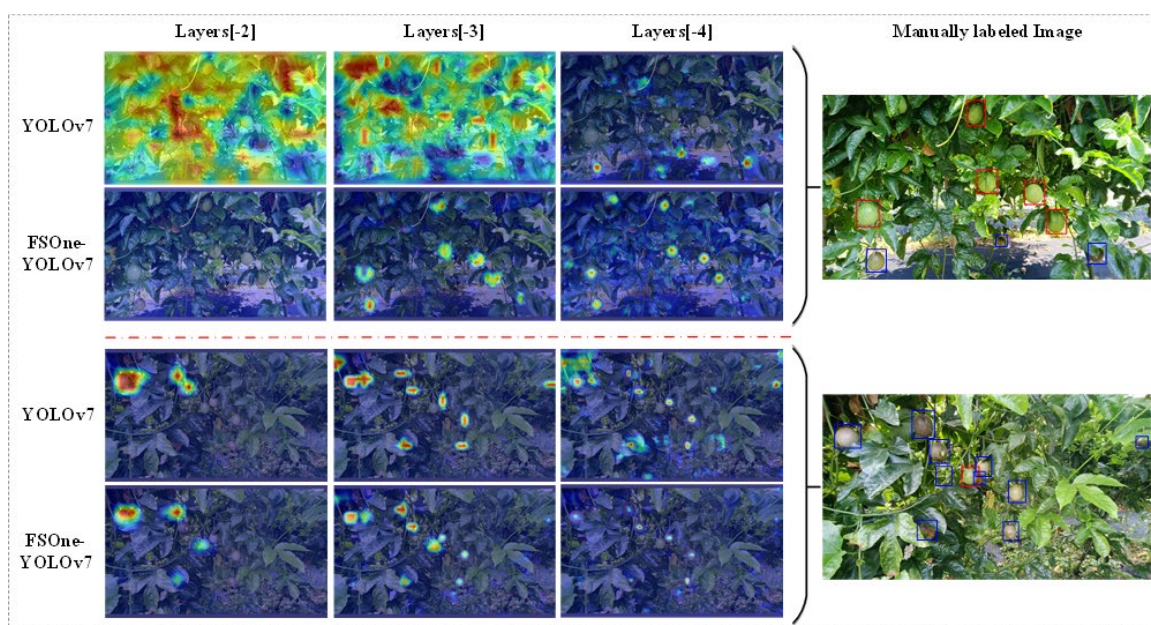 Layers[-2] Layers[-3] Layers[-4] Manually labeled Image
YOLOv7
FSOne-
YOLOv7
YOLOv7
FSOne-
YOLOv7